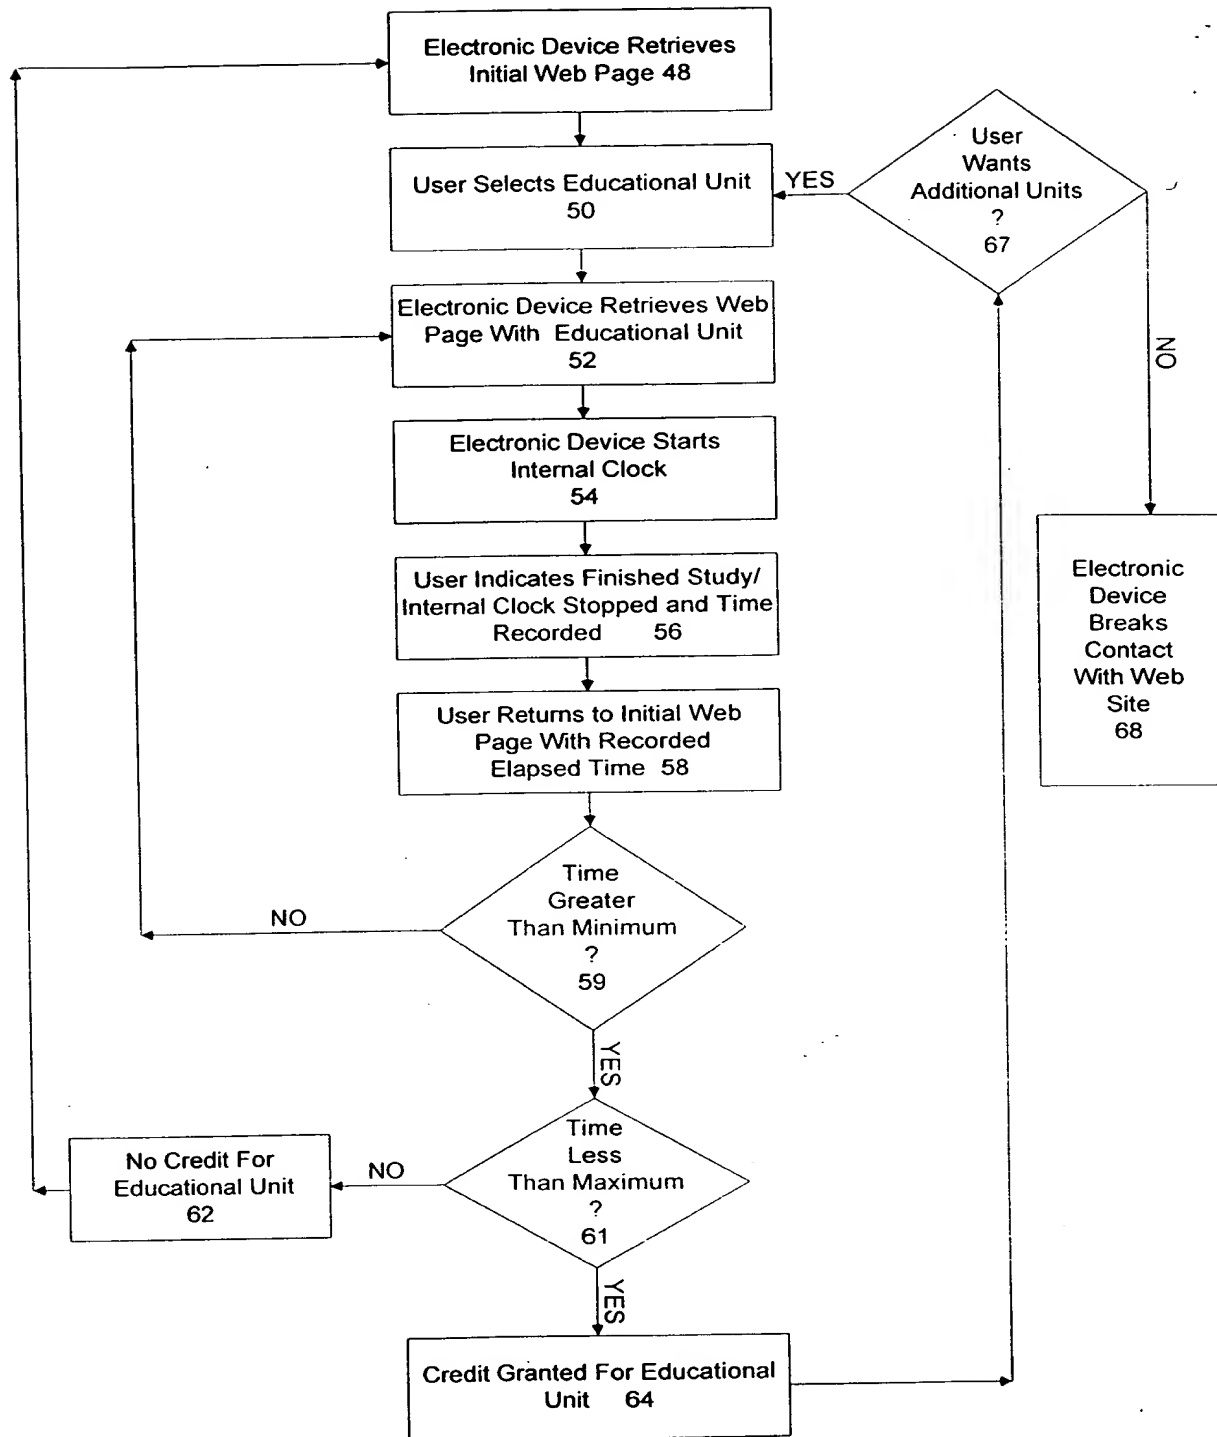 Electronic Device Retrieves
Initial Web Page 48
User Selects Educational Unit
50
YES
User
Wants
Additional Units
?
67
NO
Electronic Device Retrieves Web
Page With Educational Unit
52
Electronic Device Starts
Internal Clock
54
User Indicates Finished Study/
Internal Clock Stopped and Time
Recorded 56
User Returns to Initial Web
Page With Recorded
Elapsed Time 58
Electronic
Device
Breaks
Contact
With Web
Site
68
Time
Greater
Than Minimum
?
59
NO
YES
Time
Less
Than Maximum
?
61
NO
No Credit For
Educational Unit
62
YES
Credit Granted For Educational
Unit 64